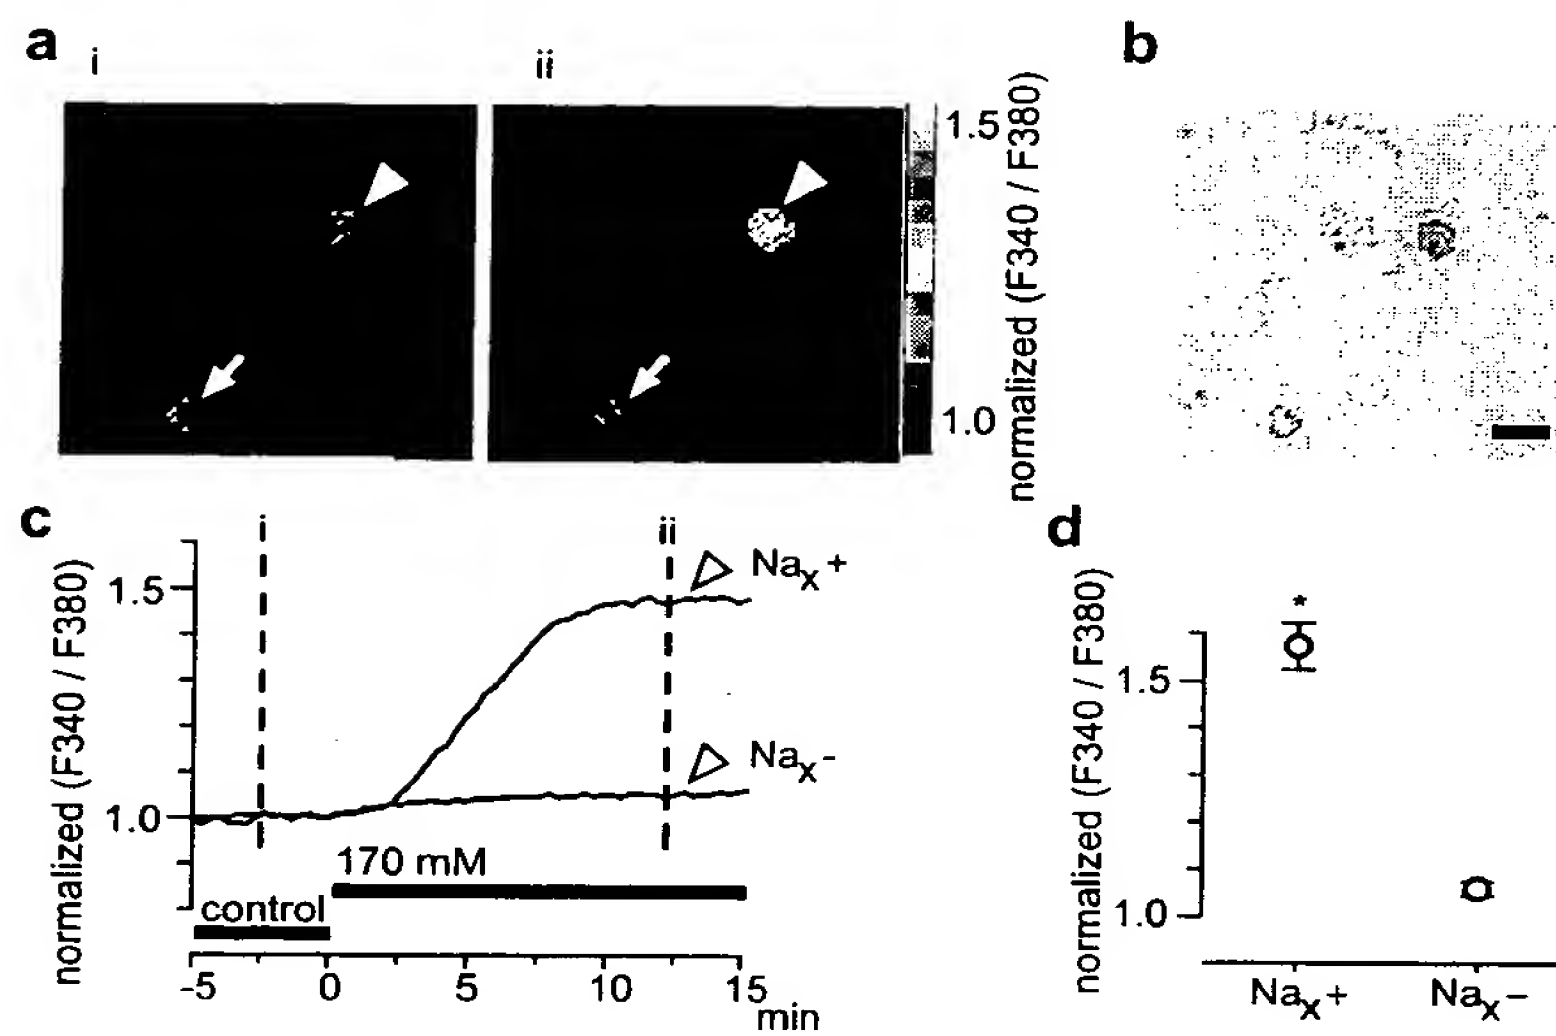 a
i
ii
1.5
1.0
normalized (F340 / F380)
b
c
i
ii
Nax+
Nax-
1.5
1.0
normalized (F340 / F380)
170 mM
control
-5 0 5 10 15
min
d
*
1.5
1.0
normalized (F340 / F380)
Nax+ Nax-